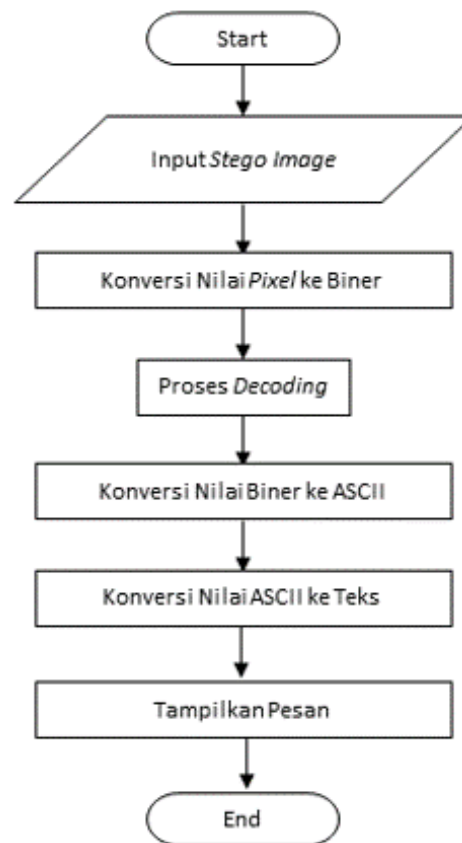 Start
Input Stego Image
Konversi Nilai Pixel ke Biner
Proses Decoding
Konversi Nilai Biner ke ASCII
Konversi Nilai ASCII ke Teks
Tampilkan Pesan
End